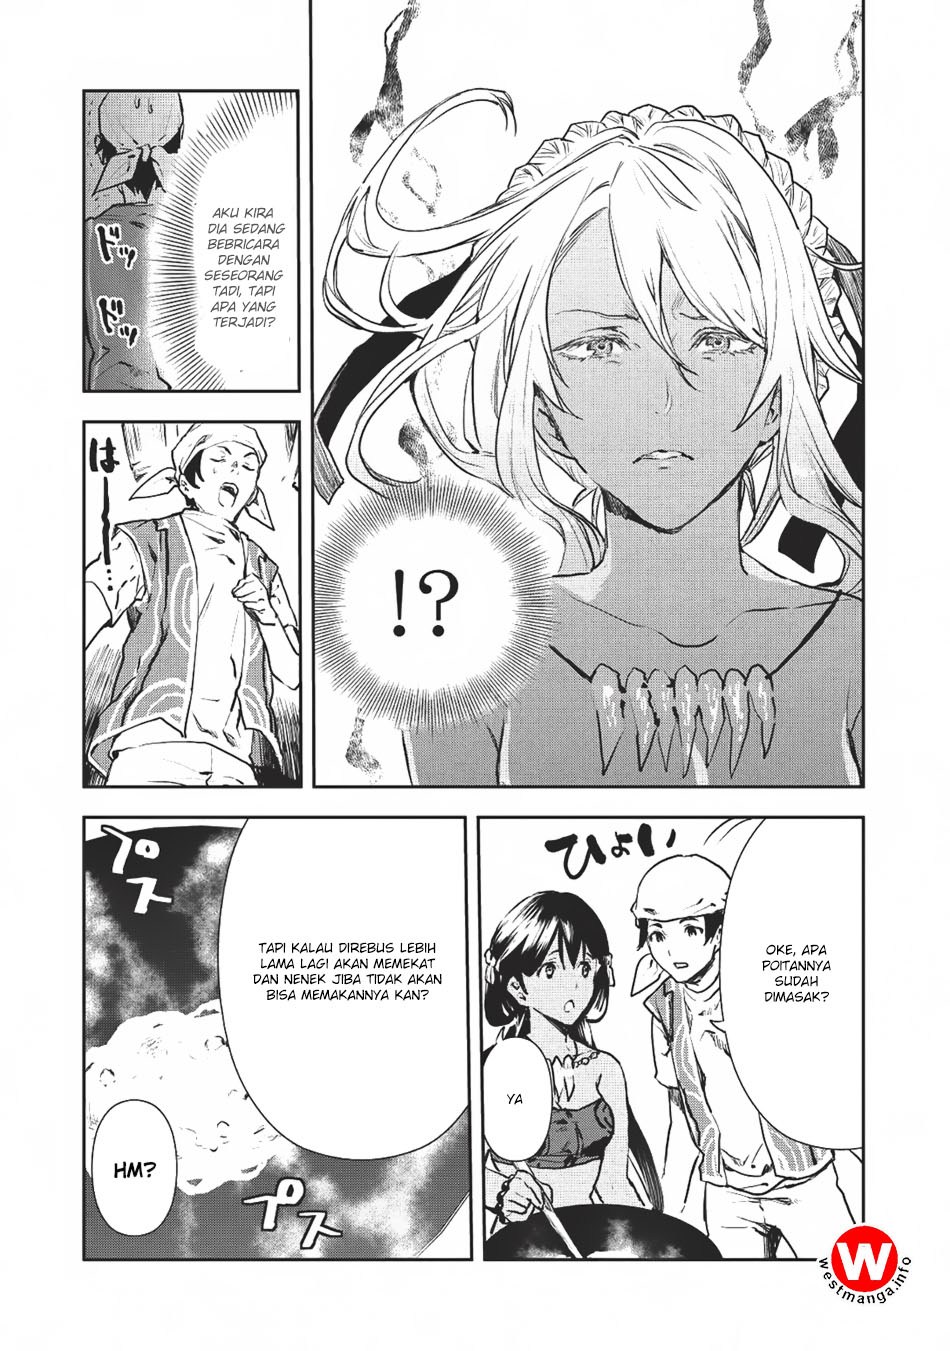 !?
AKU KIRA
DIA SEDANG
BEBRICARA
DENGAN
SESEORANG
TADI, TAPI
APA YANG
TERJADI?
ドッ
ドッ
は
ーー……
ひょい
OKE, APA
POITANNYA
SUDAH
DIMASAK?
YA
TAPI KALAU DIREBUS LEBIH
LAMA LAGI AKAN MEMEKAT
DAN NENEK JIBA TIDAK AKAN
BISA MEMAKANNYA KAN?
プス
HM?
プス
W
westmanga.info